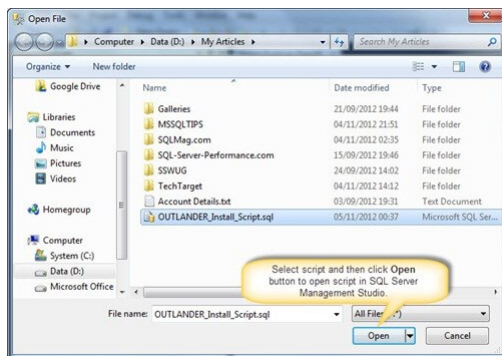 Open File
Computer ▸ Data (D:) ▸ My Articles ▸
Search My Articles
Organize
New folder
Google Drive
Libraries
Documents
Music
Pictures
Videos
Homegroup
Computer
System (C:)
Data (D:)
Microsoft Office
Name Date modified Type
Galleries 21/09/2012 19:44 File folder
MSSQLTIPS 04/11/2012 21:51 File folder
SQLMag.com 04/11/2012 02:35 File folder
SQL-Server-Performance.com 15/09/2012 19:46 File folder
SSWUG 24/09/2012 14:02 File folder
TechTarget 04/11/2012 14:12 File folder
Account Details.txt 03/09/2012 19:31 Text Document
OUTLANDER_Install_Script.sql 05/11/2012 00:37 Microsoft SQL Ser...
Select script and then click Open
button to open script in SQL Server
Management Studio.
File name: OUTLANDER_Install_Script.sql
All Files
Open
Cancel